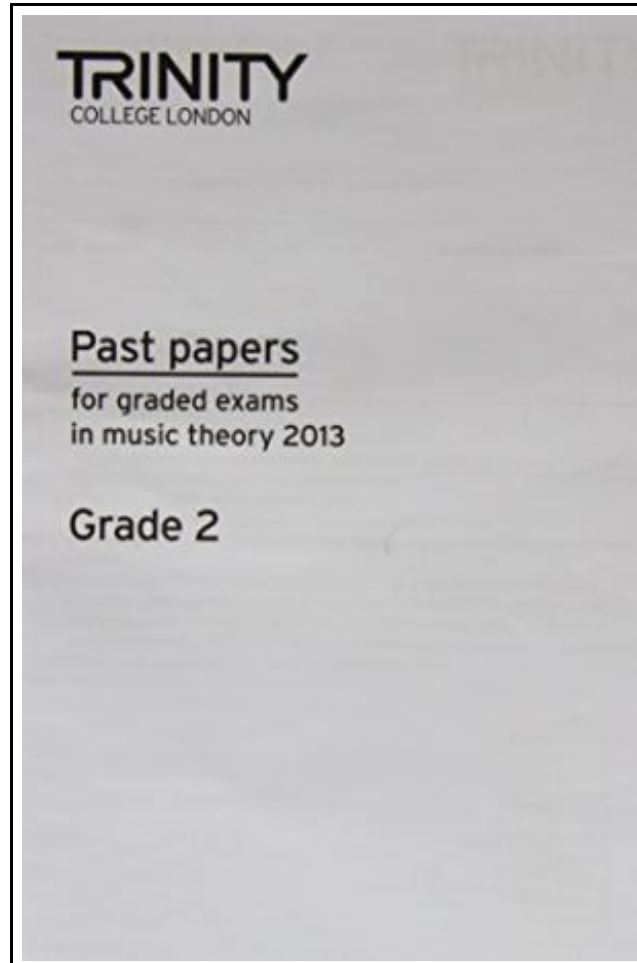 TRINITY
COLLEGE LONDON
Past papers
for graded exams
in music theory 2013
Grade 2